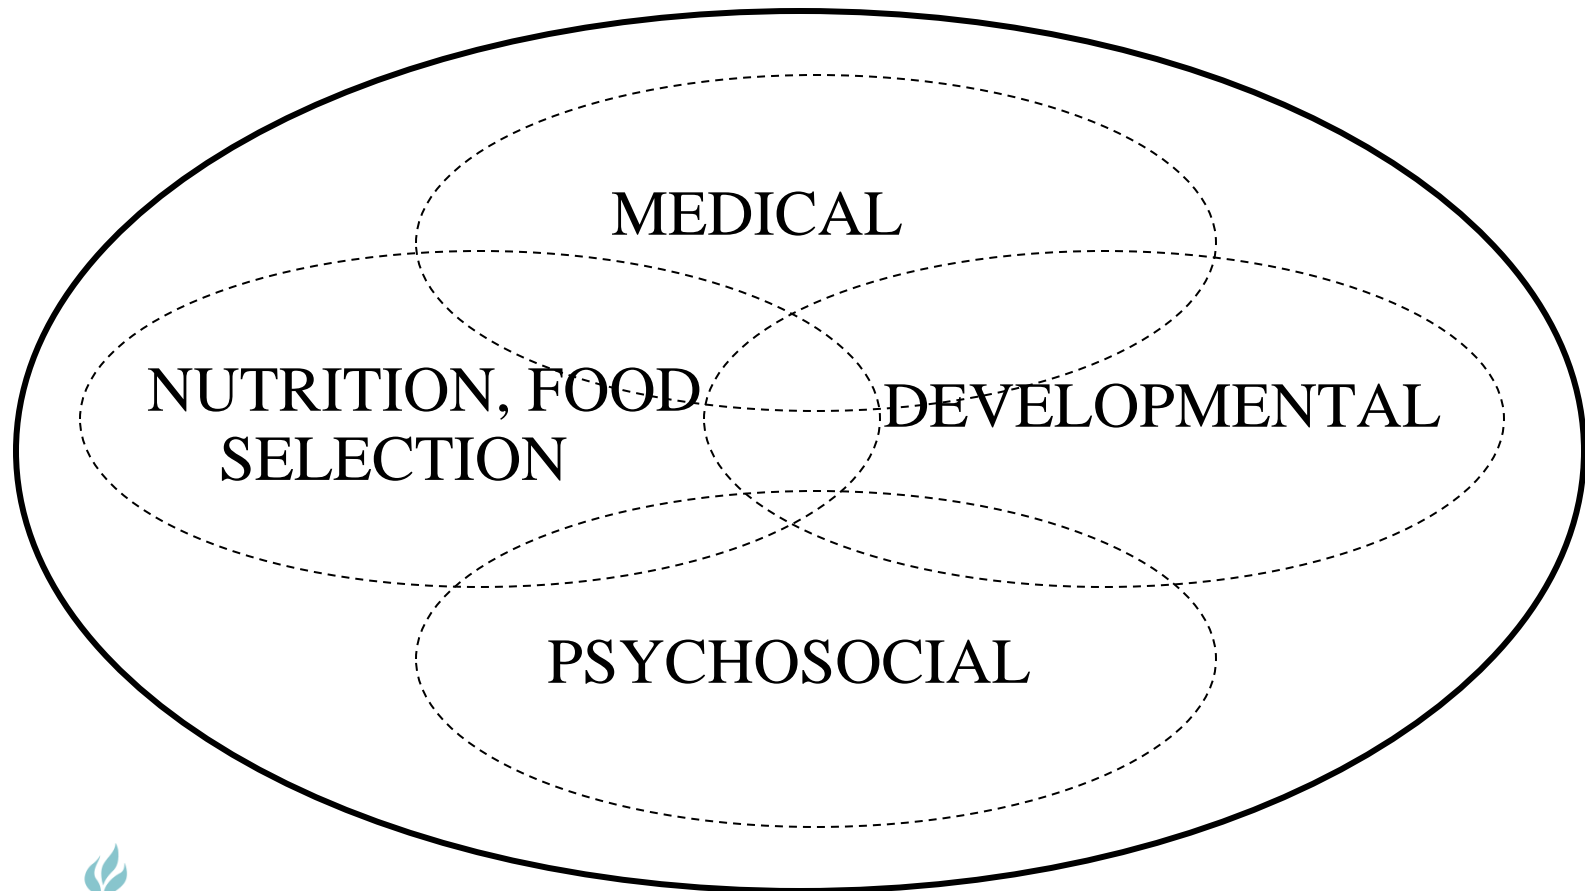 MEDICAL
NUTRITION, FOOD
SELECTION
DEVELOPMENTAL
PSYCHOSOCIAL